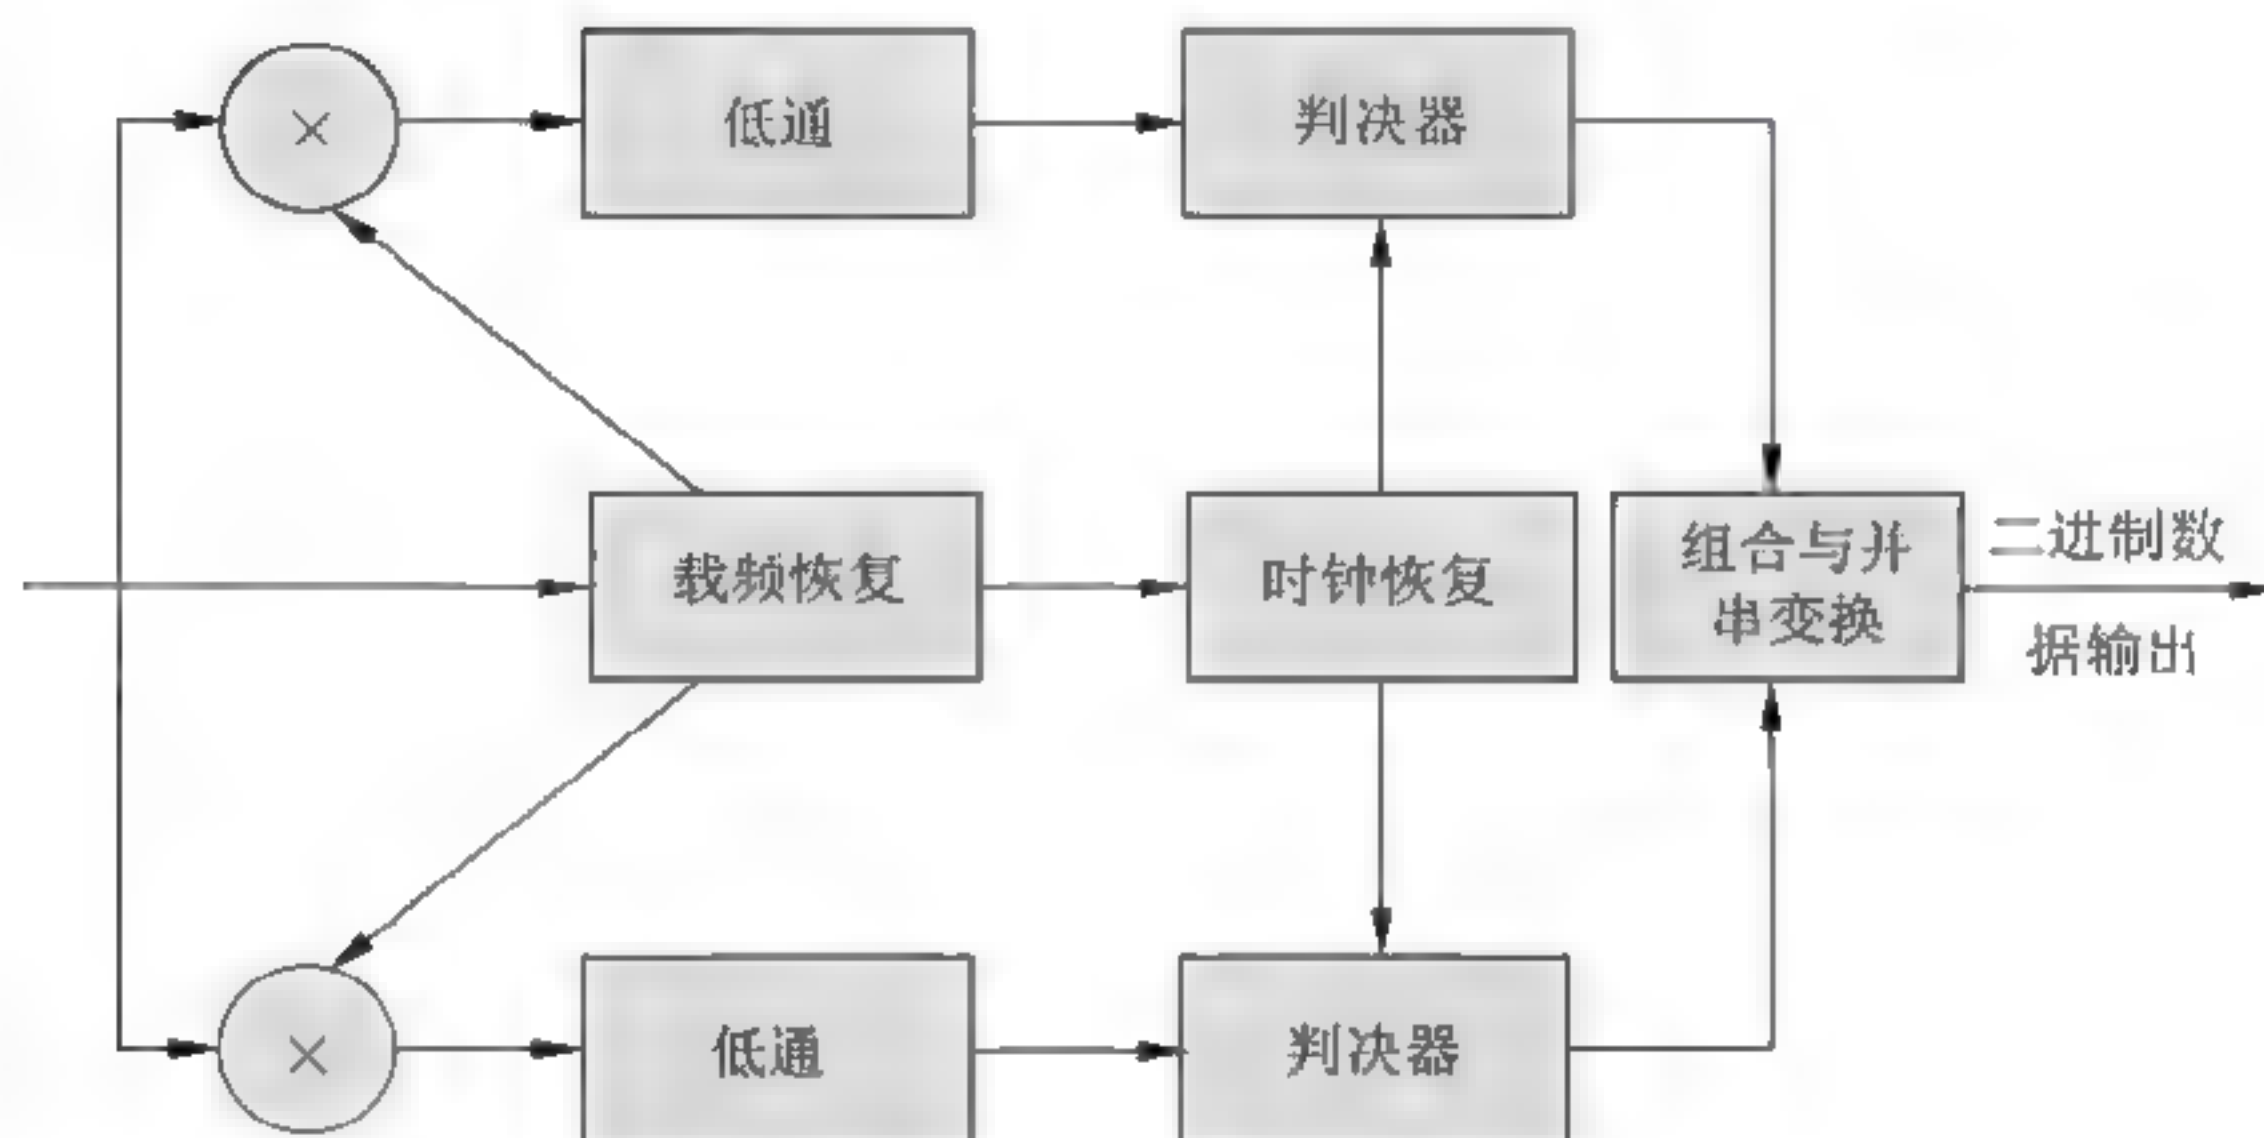 ×
低通
判决器
载频恢复
时钟恢复
组合与并
串变换
二进制数
据输出
×
低通
判决器